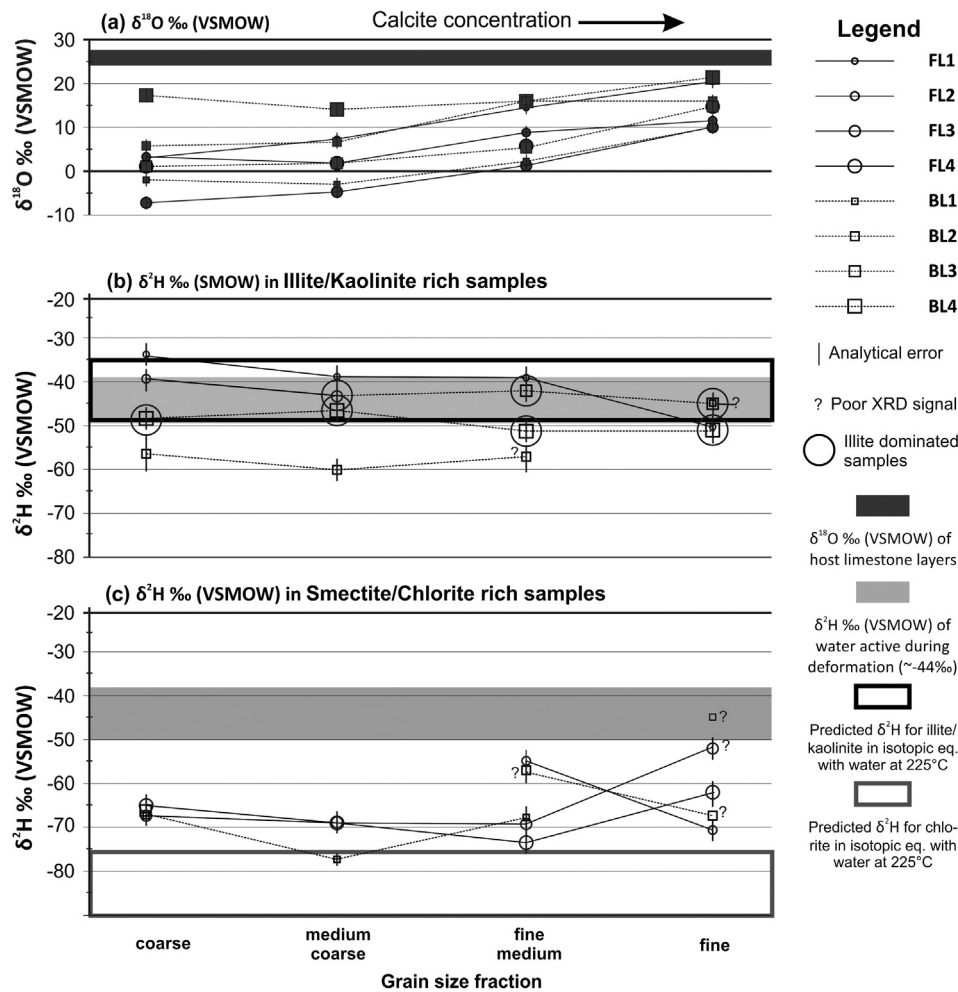 (a) δ¹⁸O ‰ (VSMOW)
Calcite concentration
δ¹⁸O ‰ (VSMOW)
30
20
10
0
-10
(b) δ²H ‰ (SMOW) in Illite/Kaolinite rich samples
δ²H ‰ (VSMOW)
-20
-30
-40
-50
-60
-70
-80
?
?
(c) δ²H ‰ (VSMOW) in Smectite/Chlorite rich samples
δ²H ‰ (VSMOW)
-20
-30
-40
-50
-60
-70
-80
?
?
?
?
coarse
medium
coarse
fine
medium
fine
Grain size fraction
Legend
FL1
FL2
FL3
FL4
BL1
BL2
BL3
BL4
Analytical error
? Poor XRD signal
Illite dominated
samples
δ¹⁸O ‰ (VSMOW) of
host limestone layers
δ²H ‰ (VSMOW) of
water active during
deformation (~-44‰)
Predicted δ²H for illite/
kaolinite in isotopic eq.
with water at 225°C
Predicted δ²H for chlo-
rite in isotopic eq. with
water at 225°C